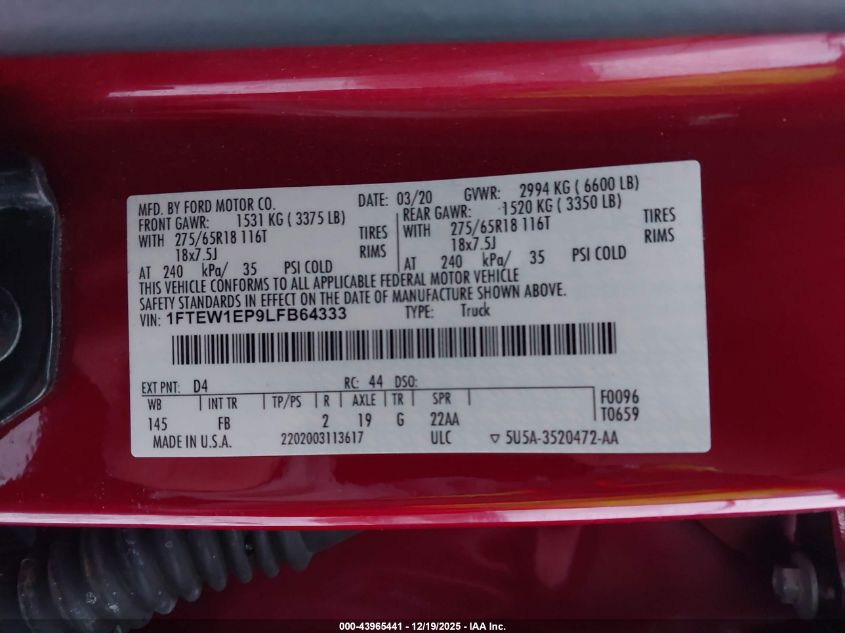 MFD. BY FORD MOTOR CO. DATE: 03/20 GVWR: 2994 KG ( 6600 LB)
FRONT GAWR: 1531 KG ( 3375 LB) REAR GAWR: 1520 KG ( 3350 LB)
WITH 275/65R18 116T TIRES WITH 275/65R18 116T TIRES
18x7.5J RIMS 18x7.5J RIMS
AT 240 kPa/ 35 PSI COLD AT 240 kPa/ 35 PSI COLD
THIS VEHICLE CONFORMS TO ALL APPLICABLE FEDERAL MOTOR VEHICLE
SAFETY STANDARDS IN EFFECT ON THE DATE OF MANUFACTURE SHOWN ABOVE.
VIN: 1FTEW1EP9LFB64333 TYPE: Truck
EXT PNT: D4 RC: 44 DSO:
WB INT TR TP/PS R AXLE TR SPR F0096
145 FB 2 19 G 22AA T0659
MADE IN U.S.A. 2202003113617 ULC ▽ 5U5A-3520472-AA
000-43965441 - 12/19/2025 - IAA Inc.